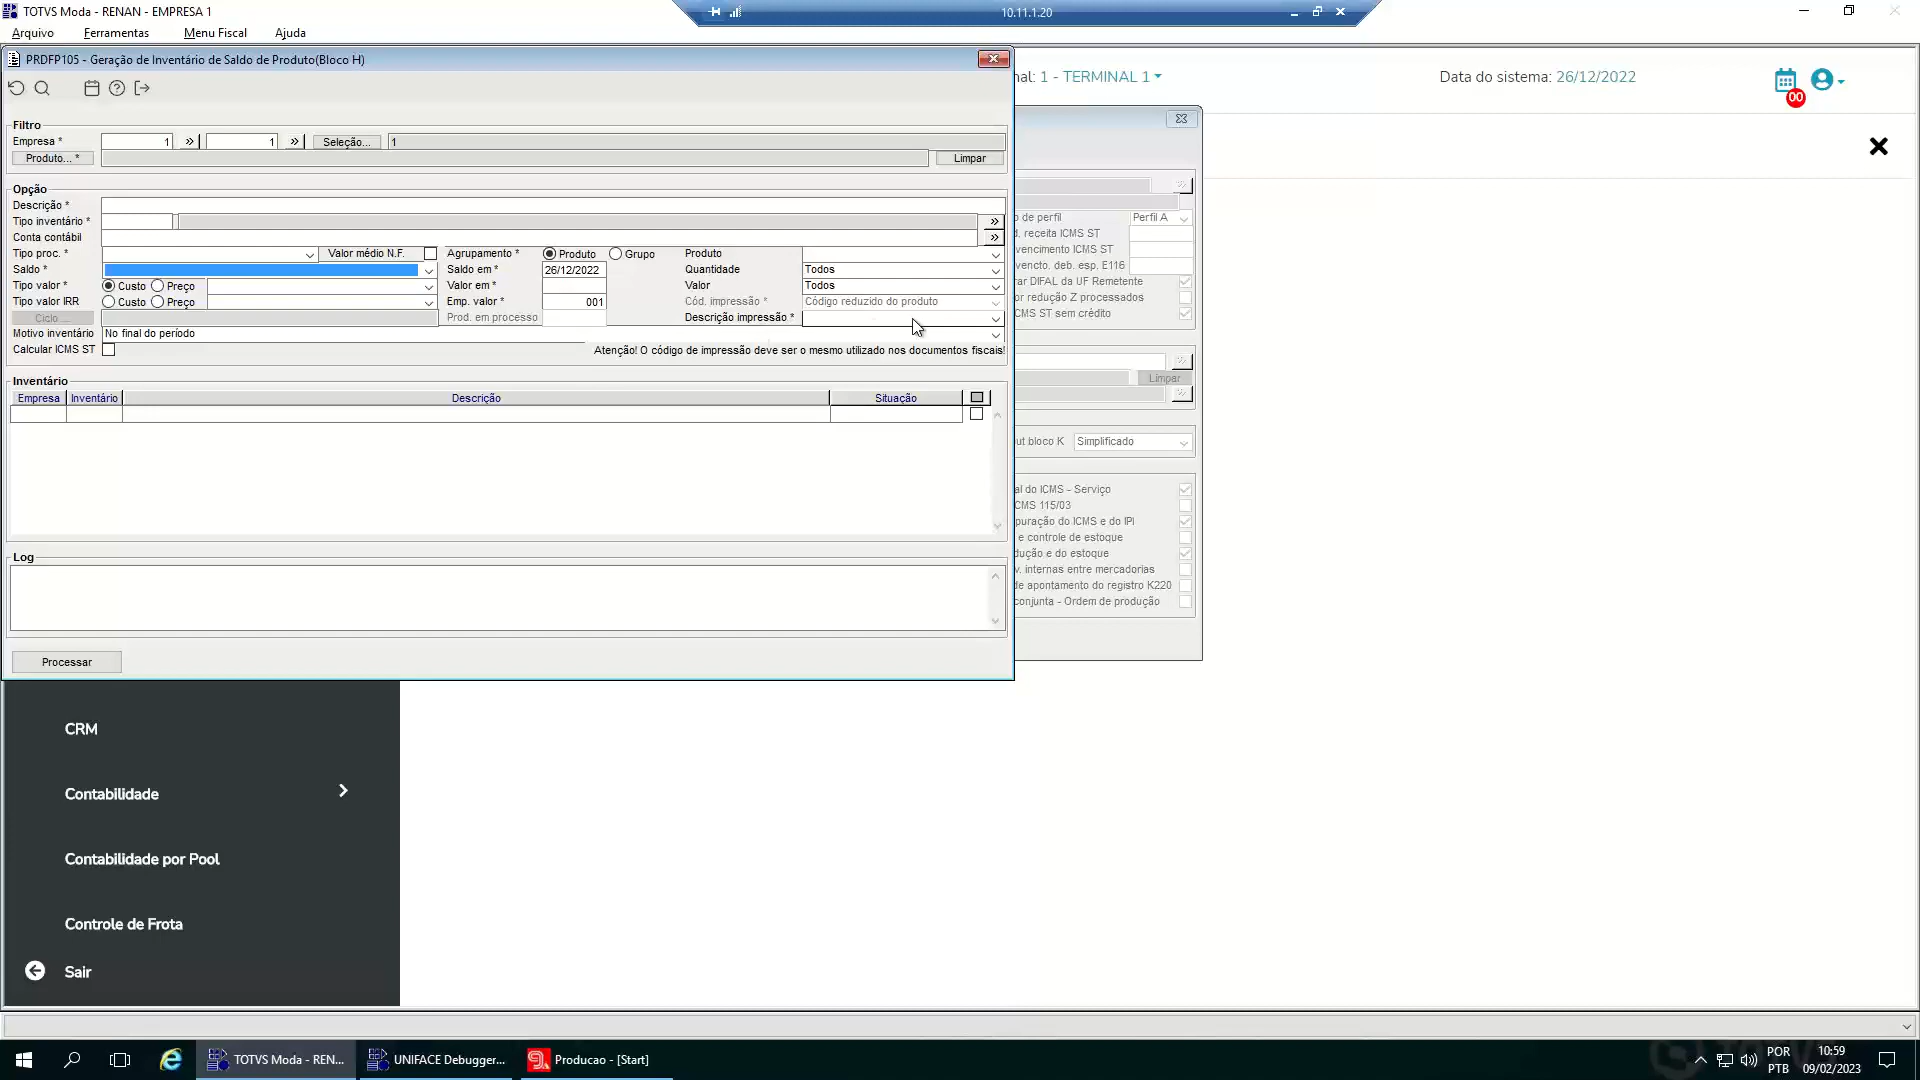 TOTVS Moda - RENAN - EMPRESA 1
10.11.1.20
Arquivo Ferramentas Menu Fiscal Ajuda
PRDFP105 - Geração de Inventário de Saldo de Produto(Bloco H)
1 - TERMINAL 1
Data do sistema: 26/12/2022
00
Filtro
Empresa * 1 » 1 » Seleção... 1
Produto... * Limpar
Opção
Descrição *
Tipo inventário * »
Conta contábil »
Tipo proc. * Valor médio N.F. Agrupamento * Produto Grupo Produto
Saldo * Saldo em * 26/12/2022 Quantidade Todos
Tipo valor * Custo Preço Valor em * Valor Todos
Tipo valor IRR Custo Preço Emp. valor * 001 Cód. impressão * Código reduzido do produto
Ciclo ... Prod. em processo Descrição impressão *
Motivo inventário No final do período
Calcular ICMS ST Atenção! O código de impressão deve ser o mesmo utilizado nos documentos fiscais!
Inventário
Empresa Inventário Descrição Situação
Log
Processar
de perfil Perfil A
receita ICMS ST
vencimento ICMS ST
vencto. deb. esp. E116
DIFAL da UF Remetente
redução Z processados
ST sem crédito
Limpar
bloco K Simplificado
do ICMS - Serviço
115/03
do ICMS e do IPI
e controle de estoque
e do estoque
internas entre mercadorias
de apontamento do registro K220
conjunta - Ordem de produção
CRM
Contabilidade
Contabilidade por Pool
Controle de Frota
Sair
TOTVS Moda - REN... UNIFACE Debugger... Producao - [Start]
POR
PTB
10:59
09/02/2023